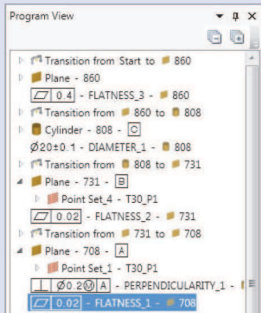 Program View
Transition from Start to 860
Plane - 860
0.4 - FLATNESS_3 - 860
Transition from 860 to 808
Cylinder - 808 - C
Ø20±0.1 - DIAMETER_1 - 808
Transition from 808 to 731
Plane - 731 - B
Point Set_4 - T30_P1
0.02 - FLATNESS_2 - 731
Transition from 731 to 708
Plane - 708 - A
Point Set_1 - T30_P1
⟂ Ø0.2Ⓜ A - PERPENDICULARITY_1 -
0.02 - FLATNESS_1 - 708